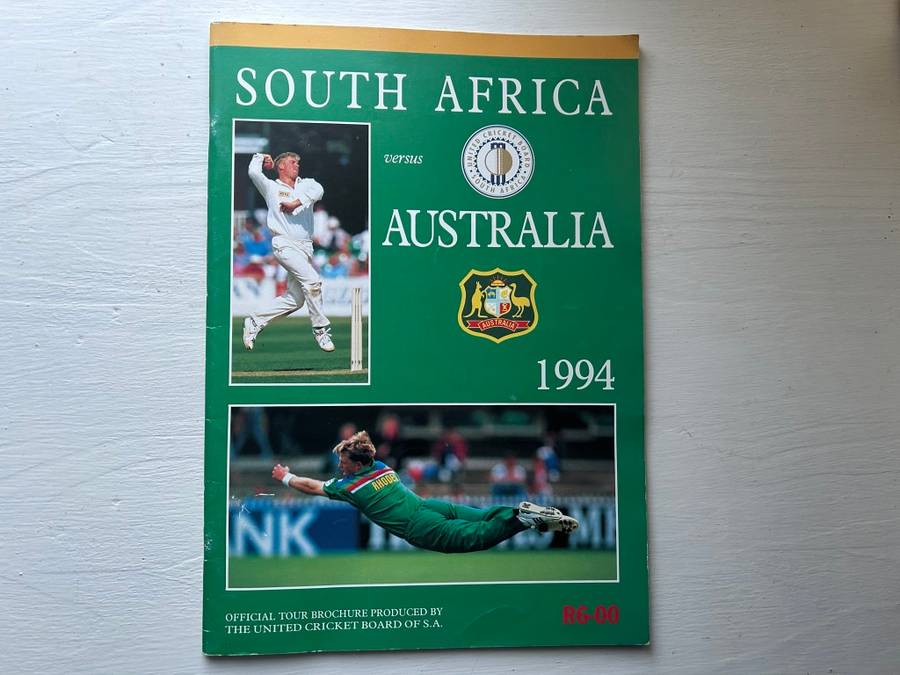 SOUTH AFRICA
versus
UNITED CRICKET BOARD
SOUTH AFRICA
AUSTRALIA
AUSTRALIA
1994
RHODES
NK
OFFICIAL TOUR BROCHURE PRODUCED BY
THE UNITED CRICKET BOARD OF S.A.
R6-00